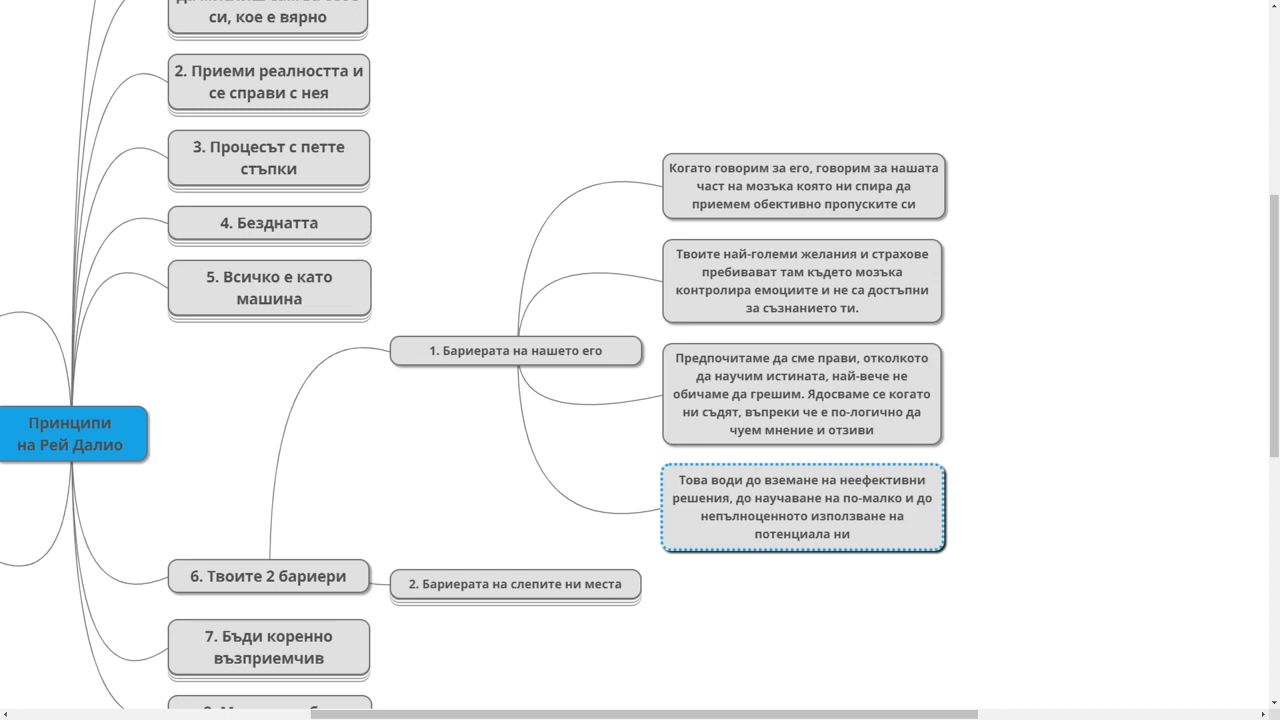 си, кое е вярно
2. Приеми реалността и
се справи с нея
3. Процесът с петте
стъпки
4. Безднатта
5. Всичко е като
машина
Принципи
на Рей Далио
6. Твоите 2 бариери
7. Бъди коренно
възприемчив
1. Бариерата на нашето его
2. Бариерата на слепите ни места
Когато говорим за его, говорим за нашата
част на мозъка която ни спира да
приемем обективно пропуските си
Твоите най-големи желания и страхове
пребивават там където мозъка
контролира емоциите и не са достъпни
за съзнанието ти.
Предпочитаме да сме прави, отколкото
да научим истината, най-вече не
обичаме да грешим. Ядосваме се когато
ни съдят, въпреки че е по-логично да
чуем мнение и отзиви
Това води до вземане на неефективни
решения, до научаване на по-малко и до
непълноценното използване на
потенциала ни